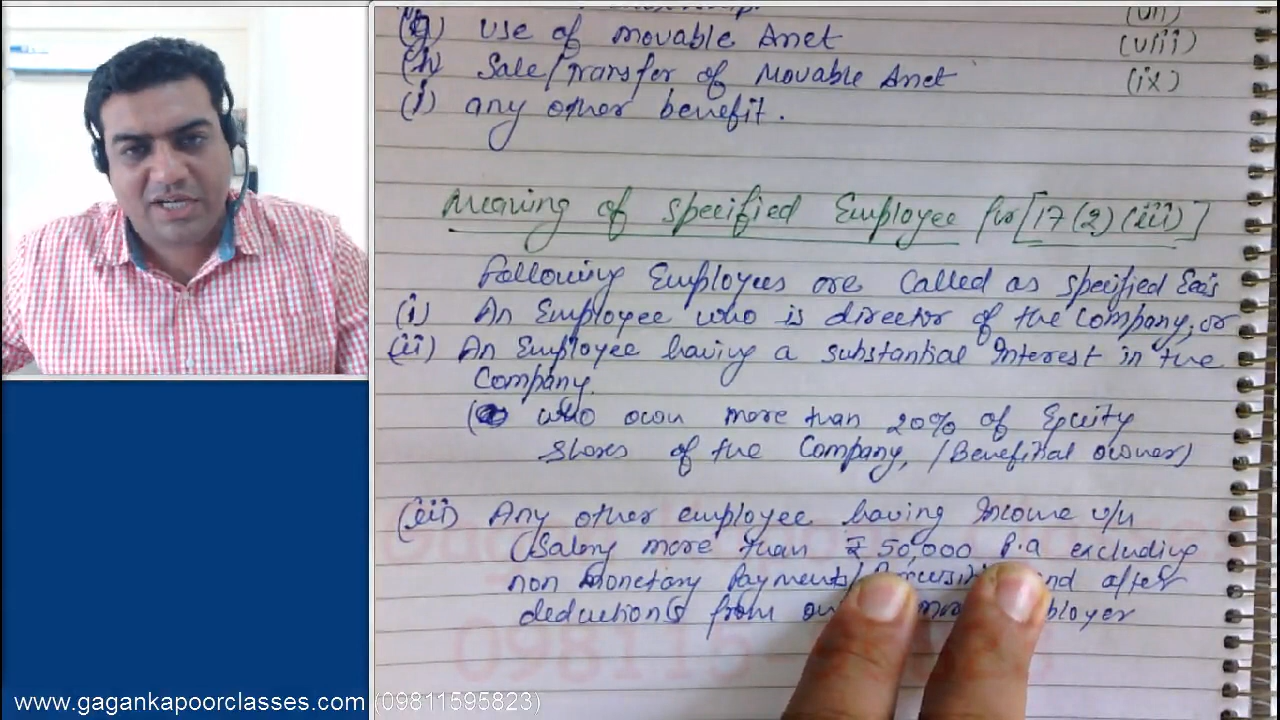 (g) Use of movable Asset (viii)
(h) Sale/Transfer of Movable Asset (ix)
(i) any other benefit.
Meaning of Specified Employee for [17(2)(iii)]
Following Employees are Called as specified Ees
(i) An Employee who is director of the Company, or
(ii) An Employee having a substantial Interest in the
Company.
(who own more than 20% of Equity
Shares of the Company, / Benefitial owner)
(iii) Any other employee having Income u/h
(Salary more than ₹ 50,000 P.a excluding
non Monetary Payments/ and after
deductions from
098115
www.gagankapoorclasses.com (09811595823)